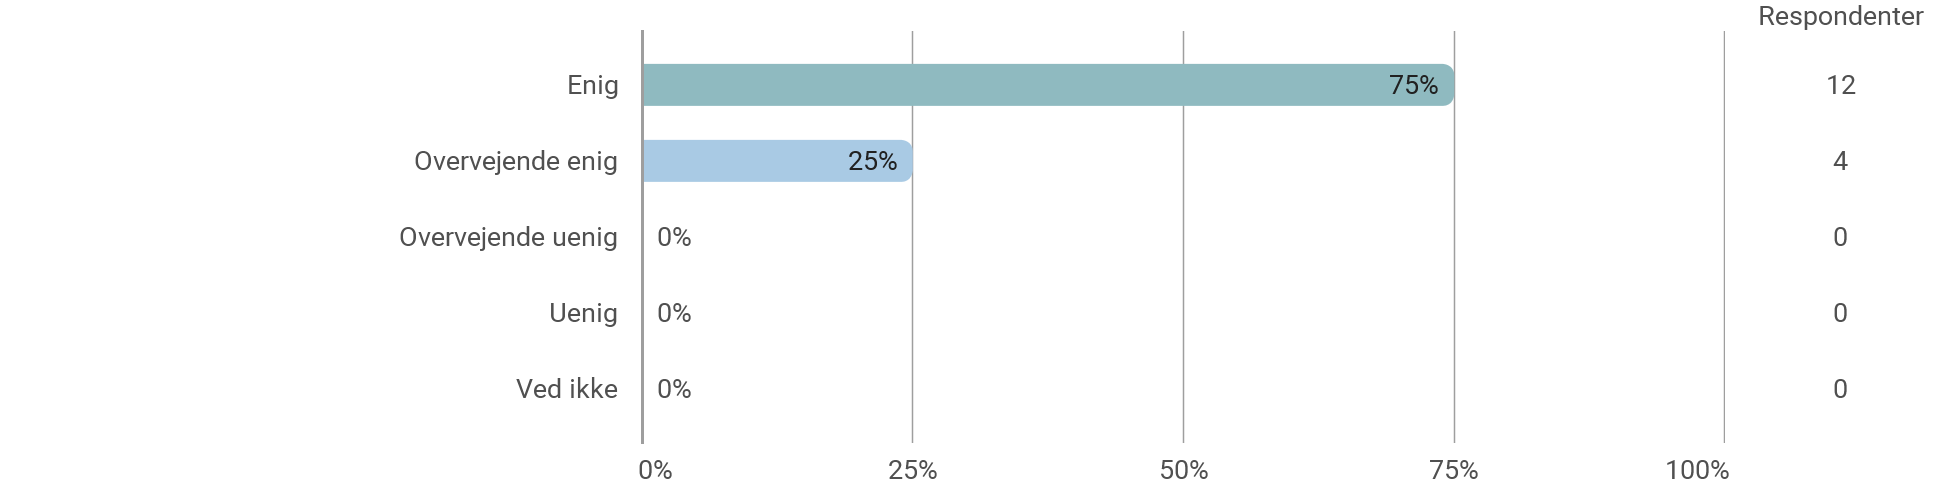 Respondenter
Enig 75% 12
Overvejende enig 25% 4
Overvejende uenig 0% 0
Uenig 0% 0
Ved ikke 0% 0
0% 25% 50% 75% 100%